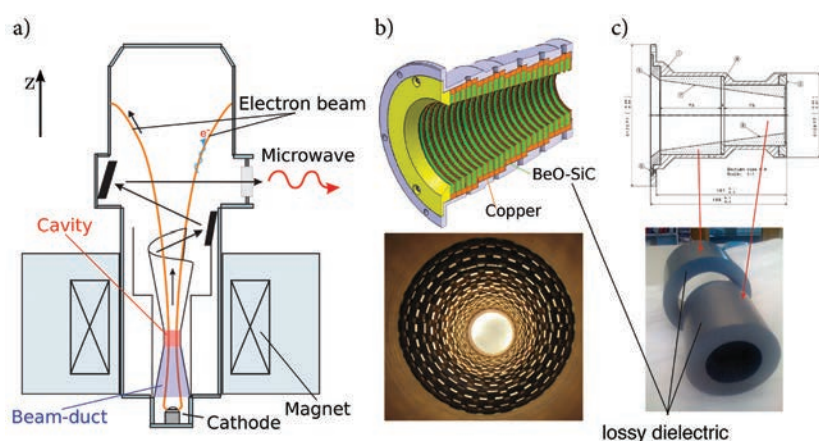 a)
z
Electron beam
e⁻
Microwave
Cavity
Beam-duct
Cathode
Magnet
b)
BeO-SiC
Copper
c)
lossy dielectric